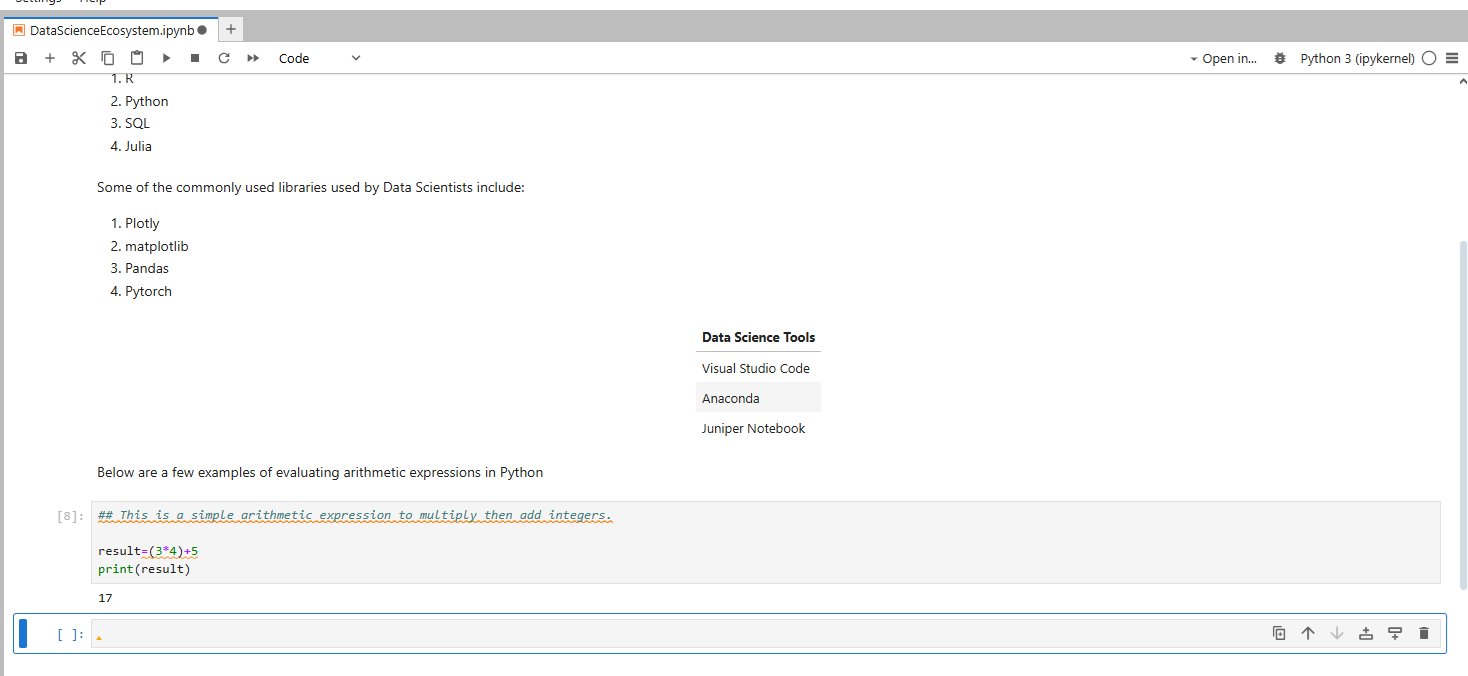 Settings Help
DataScienceEcosystem.ipynb
Code
Open in...
Python 3 (ipykernel)
1. R
2. Python
3. SQL
4. Julia
Some of the commonly used libraries used by Data Scientists include:
1. Plotly
2. matplotlib
3. Pandas
4. Pytorch
Data Science Tools
Visual Studio Code
Anaconda
Juniper Notebook
Below are a few examples of evaluating arithmetic expressions in Python
[8]:
## This is a simple arithmetic expression to multiply then add integers.
result=(3*4)+5
print(result)
17
[ ]: